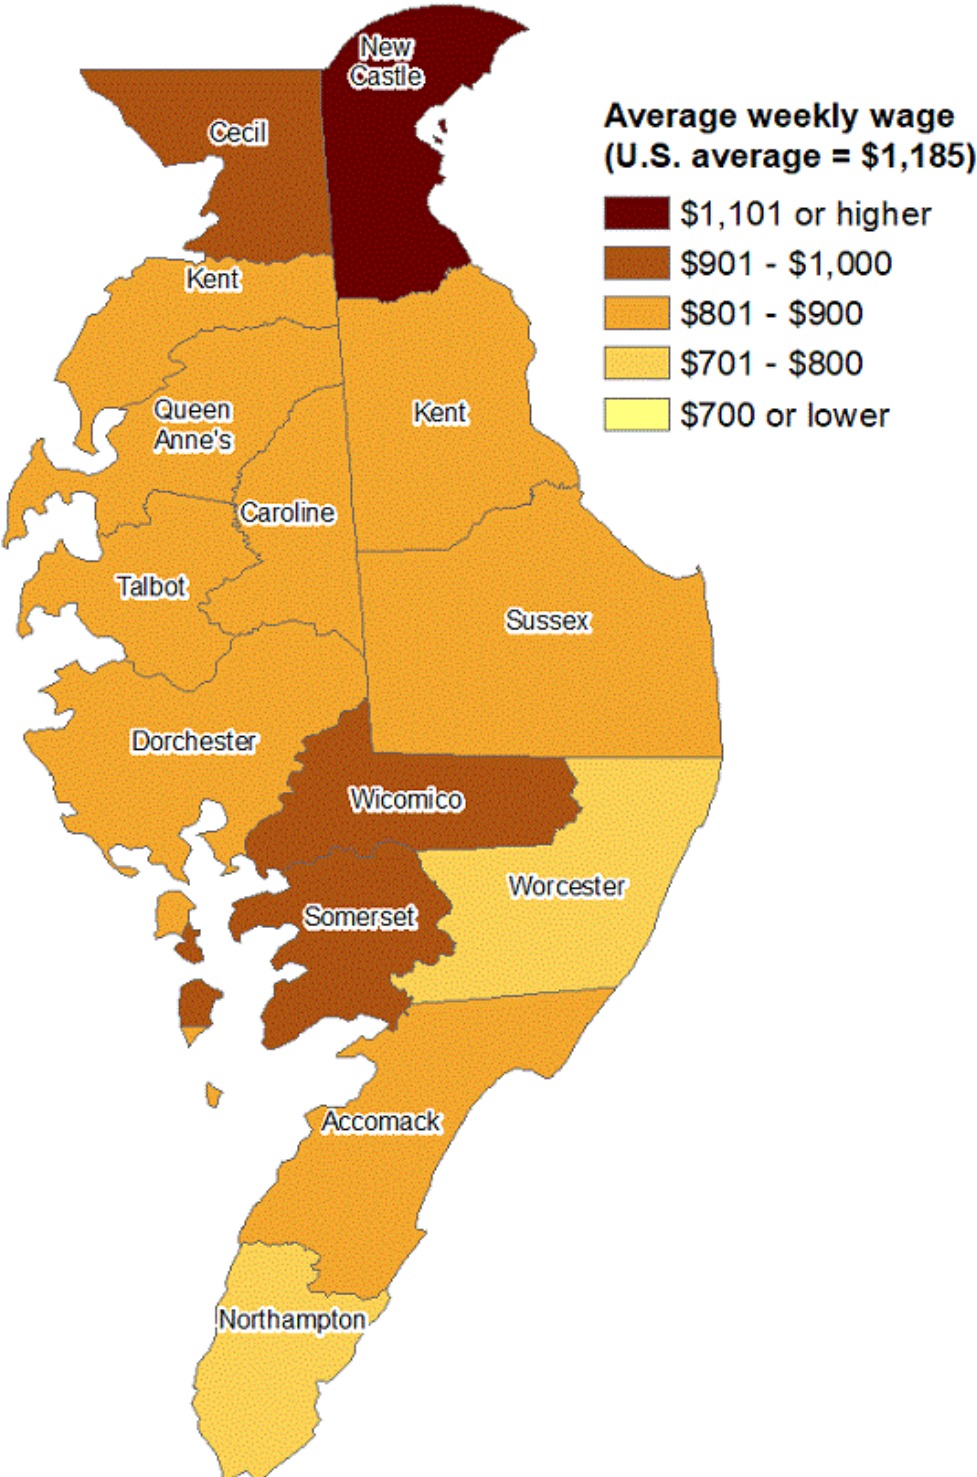 New
Castle
Cecil
Average weekly wage
(U.S. average = $1,185)
$1,101 or higher
$901 - $1,000
$801 - $900
$701 - $800
$700 or lower
Kent
Queen
Anne's
Kent
Caroline
Talbot
Sussex
Dorchester
Wicomico
Worcester
Somerset
Accomack
Northampton